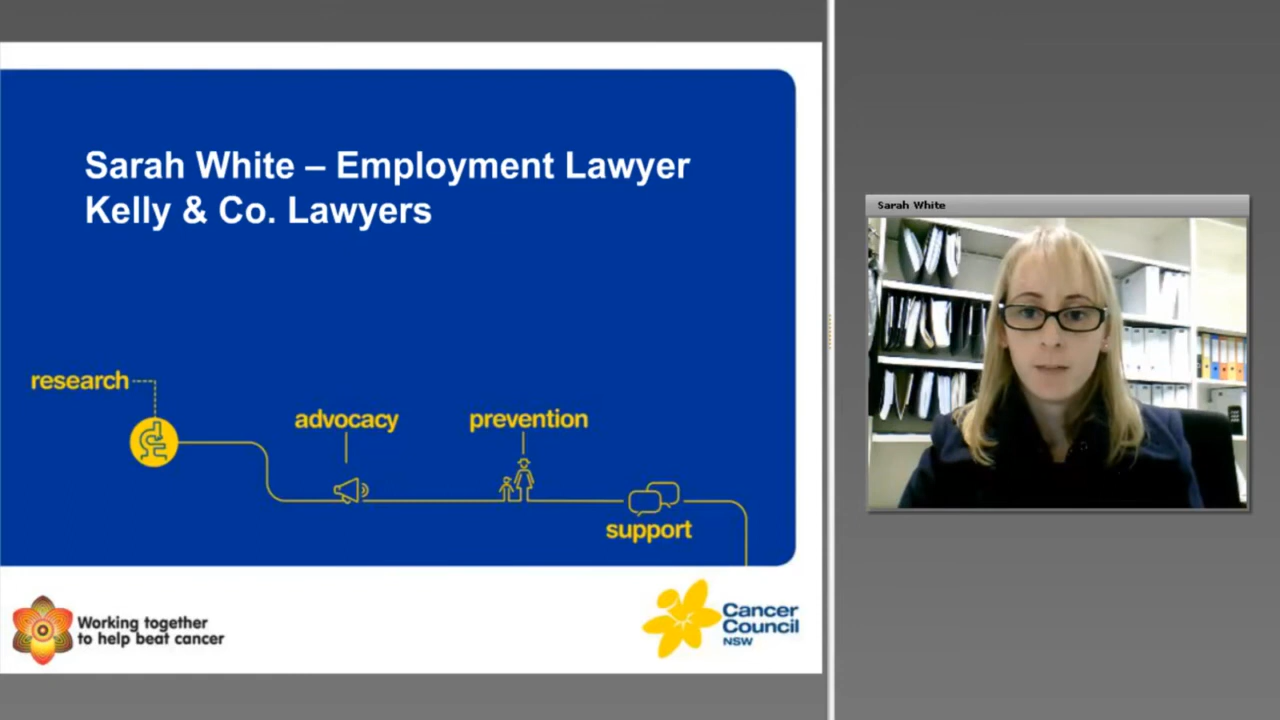 Sarah White – Employment Lawyer
Kelly & Co. Lawyers
research
advocacy
prevention
support
Working together
to help beat cancer
Cancer
Council
NSW
Sarah White